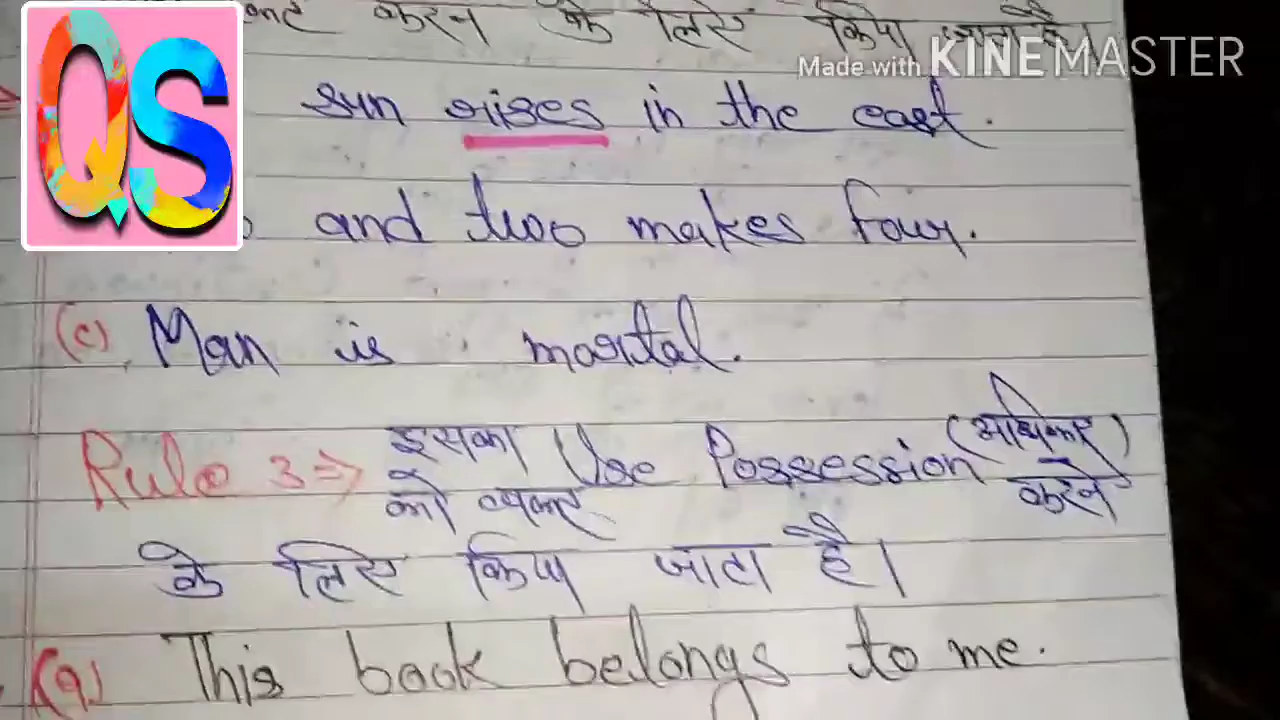 करने के लिए किया जाता है।
Made with KINEMASTER
QS
sun rises in the east.
and two makes four.
(c) Man is mortal.
Rule 3⇒ इसका Use Possession (अधिकार)
को व्यक्त करने
के लिए किया जाता है।
(a) This book belongs to me.